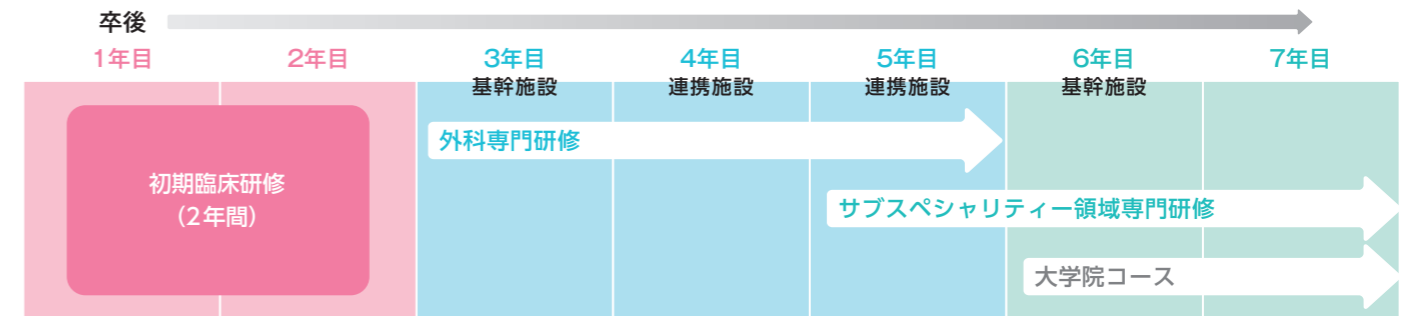 卒後
1年目 2年目 3年目 4年目 5年目 6年目 7年目
基幹施設 連携施設 連携施設 基幹施設
外科専門研修
初期臨床研修
（2年間）
サブスペシャリティー領域専門研修
大学院コース